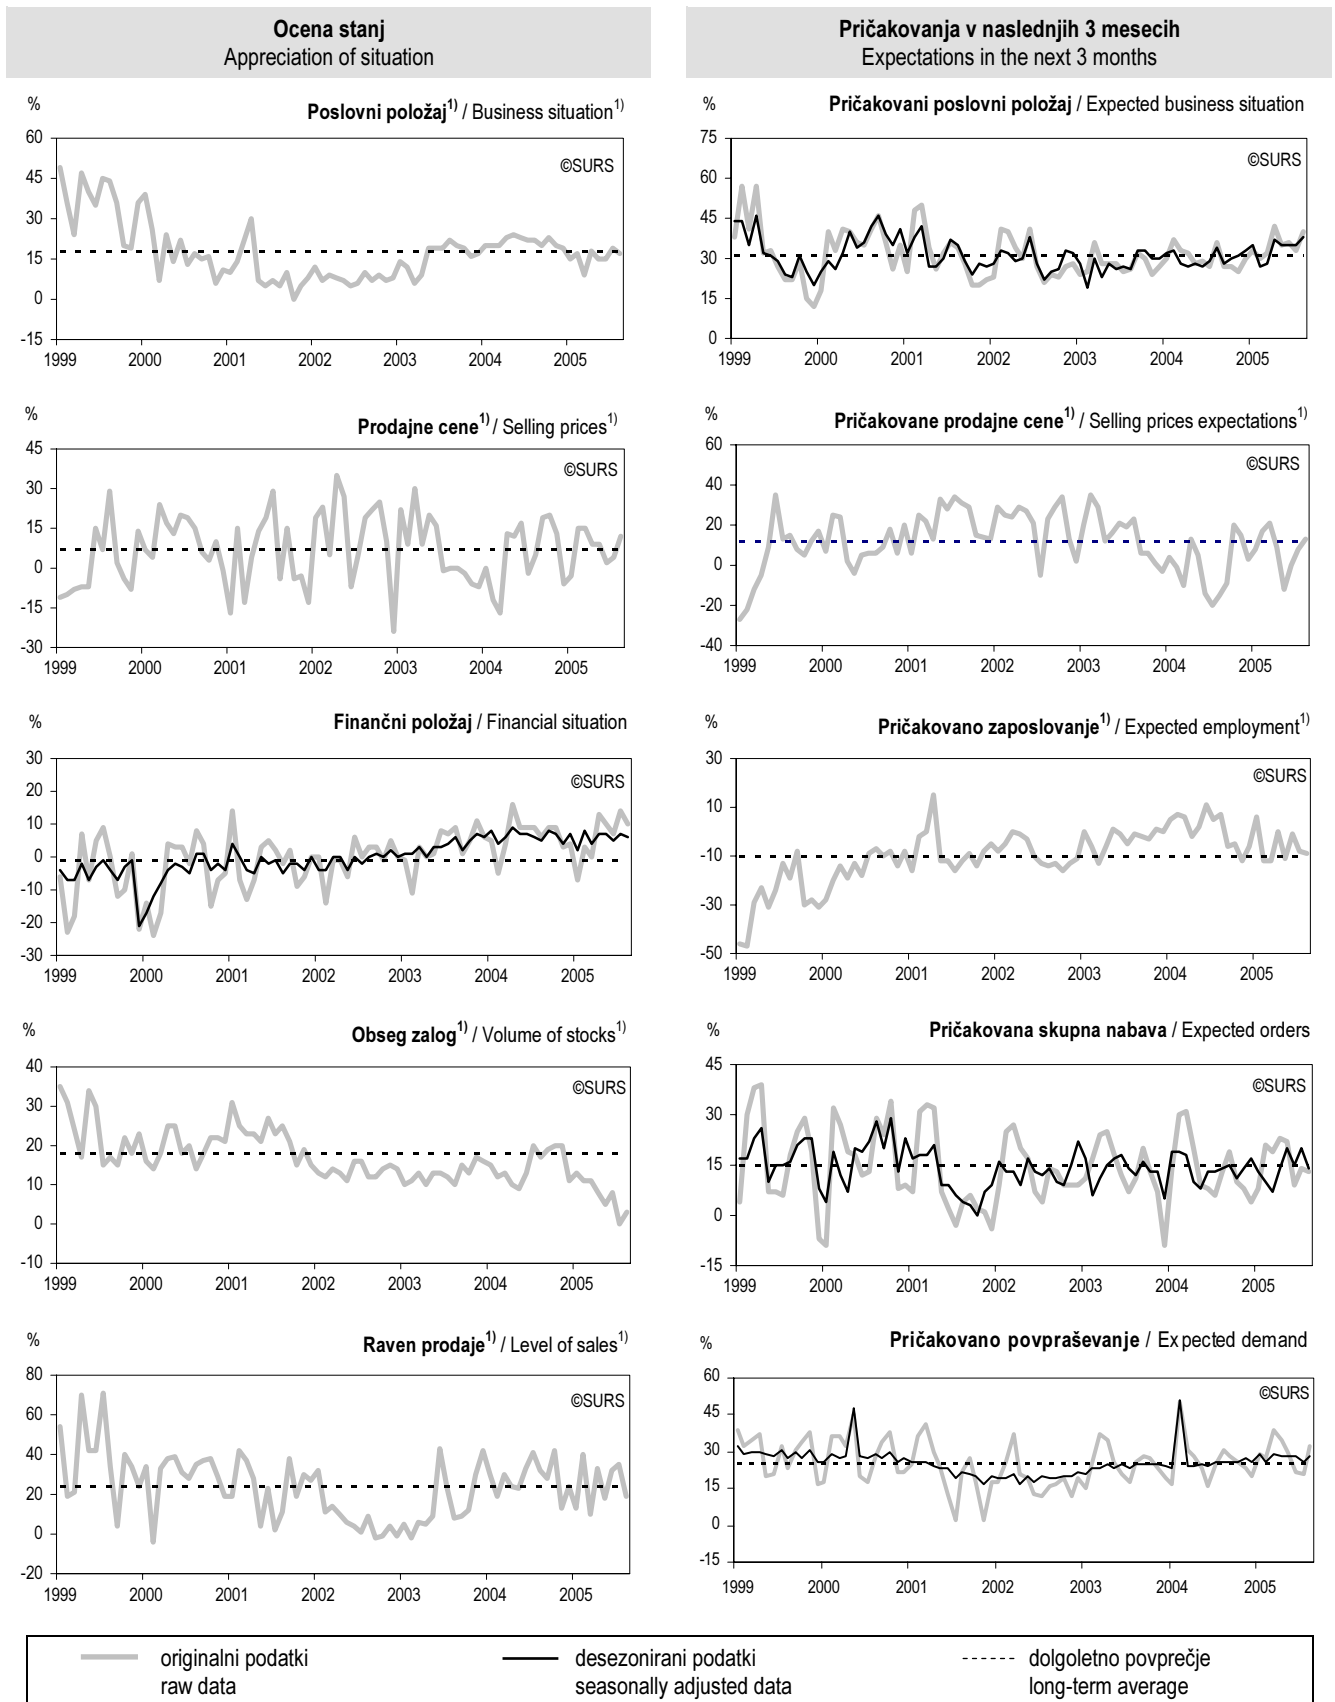 Ocena stanj
Appreciation of situation
Pričakovanja v naslednjih 3 mesecih
Expectations in the next 3 months
%
Poslovni položaj1) / Business situation1)
©SURS
60
45
30
15
0
-15
1999 2000 2001 2002 2003 2004 2005
%
Pričakovani poslovni položaj / Expected business situation
©SURS
75
60
45
30
15
0
1999 2000 2001 2002 2003 2004 2005
%
Prodajne cene1) / Selling prices1)
©SURS
45
30
15
0
-15
-30
1999 2000 2001 2002 2003 2004 2005
%
Pričakovane prodajne cene1) / Selling prices expectations1)
©SURS
60
40
20
0
-20
-40
1999 2000 2001 2002 2003 2004 2005
%
Finančni položaj / Financial situation
©SURS
30
20
10
0
-10
-20
-30
1999 2000 2001 2002 2003 2004 2005
%
Pričakovano zaposlovanje1) / Expected employment1)
©SURS
30
10
-10
-30
-50
1999 2000 2001 2002 2003 2004 2005
%
Obseg zalog1) / Volume of stocks1)
©SURS
40
30
20
10
0
-10
1999 2000 2001 2002 2003 2004 2005
%
Pričakovana skupna nabava / Expected orders
©SURS
45
30
15
0
-15
1999 2000 2001 2002 2003 2004 2005
%
Raven prodaje1) / Level of sales1)
©SURS
80
60
40
20
0
-20
1999 2000 2001 2002 2003 2004 2005
%
Pričakovano povpraševanje / Expected demand
©SURS
60
45
30
15
0
-15
1999 2000 2001 2002 2003 2004 2005
originalni podatki
raw data
desezonirani podatki
seasonally adjusted data
dolgoletno povprečje
long-term average